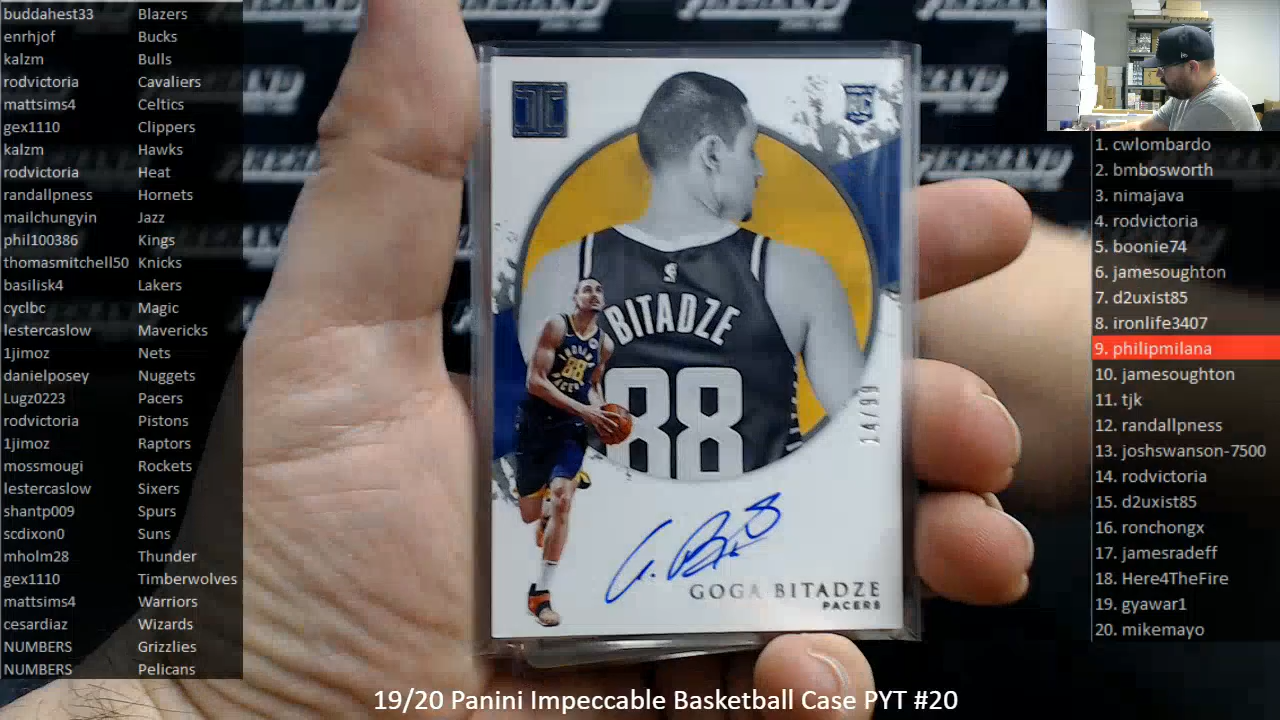 buddahest33 Blazers
enrhjof Bucks
kalzm Bulls
rodvictoria Cavaliers
mattsims4 Celtics
gex1110 Clippers
kalzm Hawks
rodvictoria Heat
randallpness Hornets
mailchungyin Jazz
phil100386 Kings
thomasmitchell50 Knicks
basilisk4 Lakers
cyclbc Magic
lestercaslow Mavericks
1jimoz Nets
danielposey Nuggets
Lugz0223 Pacers
rodvictoria Pistons
1jimoz Raptors
mossmougi Rockets
lestercaslow Sixers
shantp009 Spurs
scdixon0 Suns
mholm28 Thunder
gex1110 Timberwolves
mattsims4 Warriors
cesardiaz Wizards
NUMBERS Grizzlies
NUMBERS Pelicans
RC
BITADZE
88
INDIANA
88
PACERS
14/99
GOGA BITADZE
PACERS
1. cwlombardo
2. bmbosworth
3. nimajava
4. rodvictoria
5. boonie74
6. jamesoughton
7. d2uxist85
8. ironlife3407
9. philipmilana
10. jamesoughton
11. tjk
12. randallpness
13. joshswanson-7500
14. rodvictoria
15. d2uxist85
16. ronchongx
17. jamesradeff
18. Here4TheFire
19. gyawar1
20. mikemayo
19/20 Panini Impeccable Basketball Case PYT #20